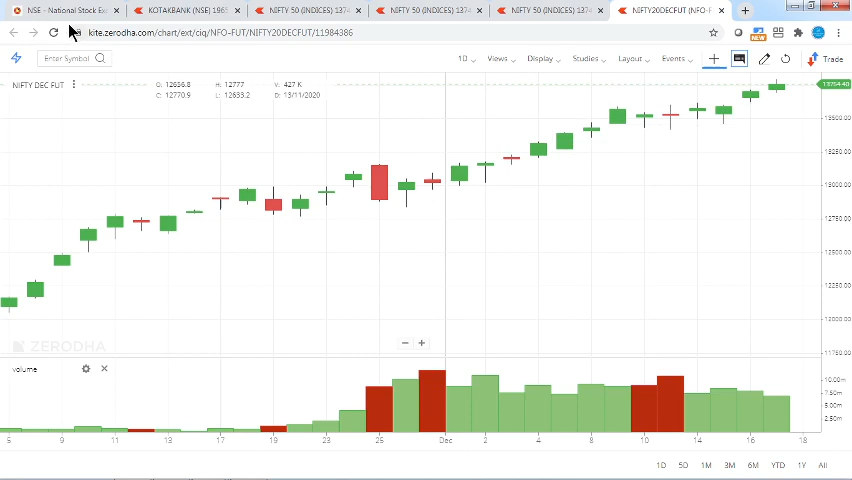 NSE - National Stock Ex
KOTAKBANK (NSE) 1965
NIFTY 50 (INDICES) 1374
NIFTY 50 (INDICES) 1374
NIFTY 50 (INDICES) 1374
NIFTY20DECFUT (NFO-F
kite.zerodha.com/chart/ext/ciq/NFO-FUT/NIFTY20DECFUT/11984386
NEW
Enter Symbol
1D
Views
Display
Studies
Layout
Events
Trade
NIFTY DEC FUT
O: 12656.8 H: 12777 V: 427 K
C: 12770.9 L: 12633.2 D: 13/11/2020
13764.40
13500.00
13250.00
13000.00
12750.00
12500.00
12250.00
12000.00
11750.00
ZERODHA
volume
10.00m
7.50m
5.00m
2.50m
5 9 11 13 17 19 23 25 Dec 2 4 8 10 14 16 18
1D 5D 1M 3M 6M YTD 1Y All